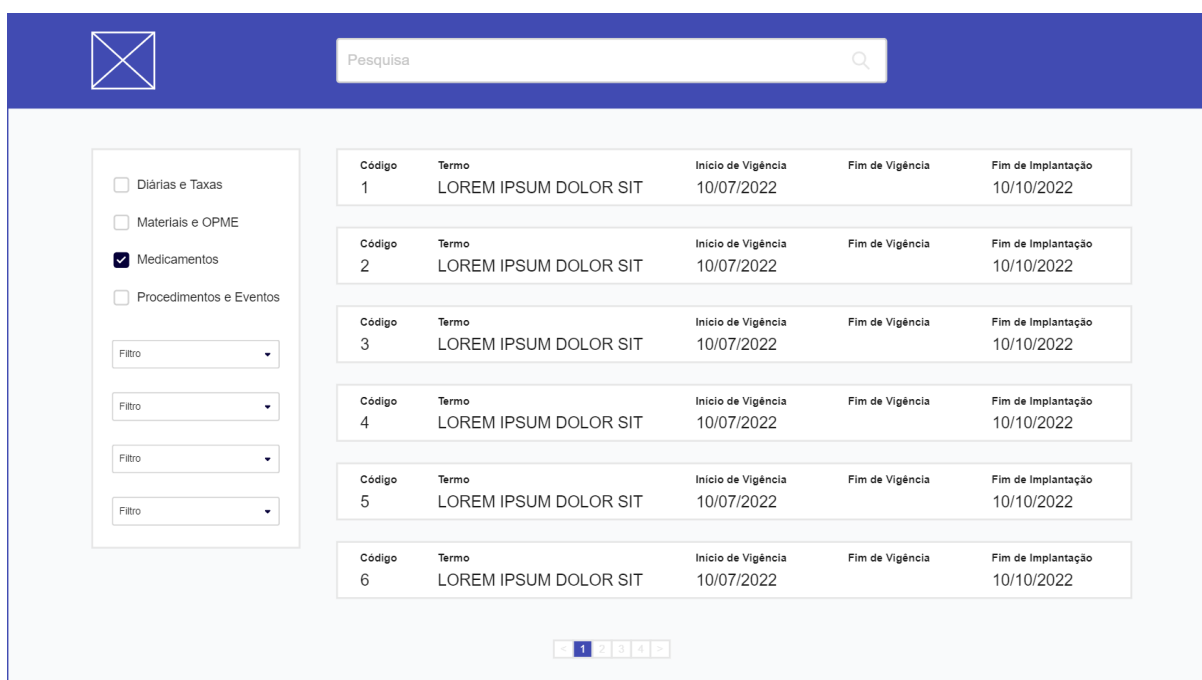 Pesquisa
Diárias e Taxas
Materiais e OPME
Medicamentos
Procedimentos e Eventos
Filtro
Filtro
Filtro
Filtro
Código Termo Início de Vigência Fim de Vigência Fim de Implantação
1 LOREM IPSUM DOLOR SIT 10/07/2022 10/10/2022
Código Termo Início de Vigência Fim de Vigência Fim de Implantação
2 LOREM IPSUM DOLOR SIT 10/07/2022 10/10/2022
Código Termo Início de Vigência Fim de Vigência Fim de Implantação
3 LOREM IPSUM DOLOR SIT 10/07/2022 10/10/2022
Código Termo Início de Vigência Fim de Vigência Fim de Implantação
4 LOREM IPSUM DOLOR SIT 10/07/2022 10/10/2022
Código Termo Início de Vigência Fim de Vigência Fim de Implantação
5 LOREM IPSUM DOLOR SIT 10/07/2022 10/10/2022
Código Termo Início de Vigência Fim de Vigência Fim de Implantação
6 LOREM IPSUM DOLOR SIT 10/07/2022 10/10/2022
< 1 2 3 4 >